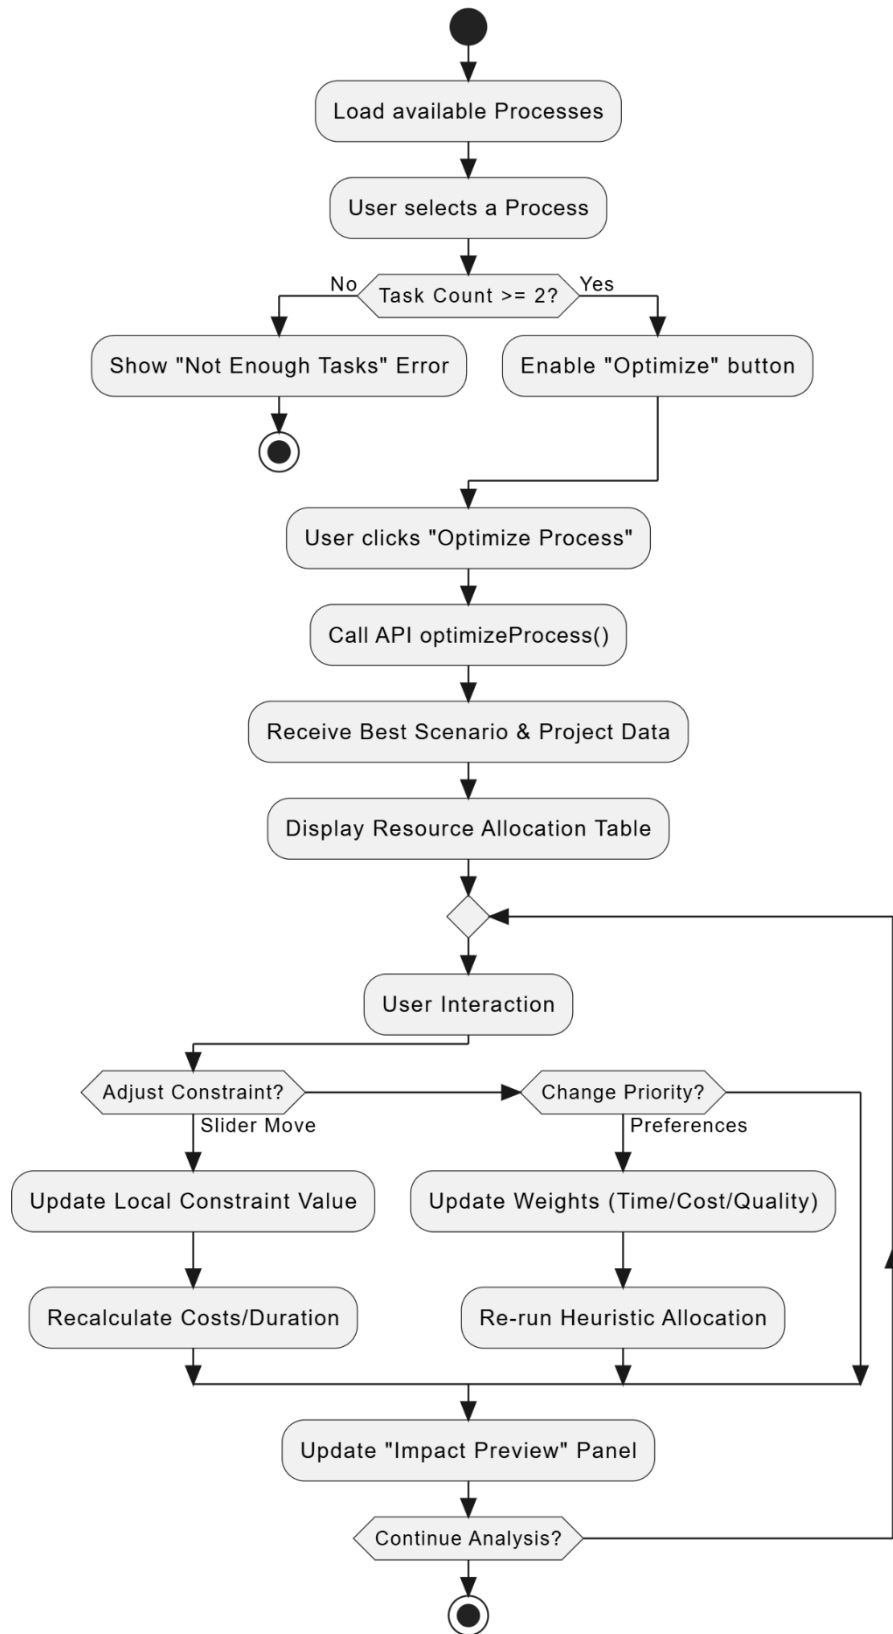 Load available Processes
User selects a Process
No
Task Count >= 2?
Yes
Show "Not Enough Tasks" Error
Enable "Optimize" button
User clicks "Optimize Process"
Call API optimizeProcess()
Receive Best Scenario & Project Data
Display Resource Allocation Table
User Interaction
Adjust Constraint?
Change Priority?
Slider Move
Preferences
Update Local Constraint Value
Update Weights (Time/Cost/Quality)
Recalculate Costs/Duration
Re-run Heuristic Allocation
Update "Impact Preview" Panel
Continue Analysis?